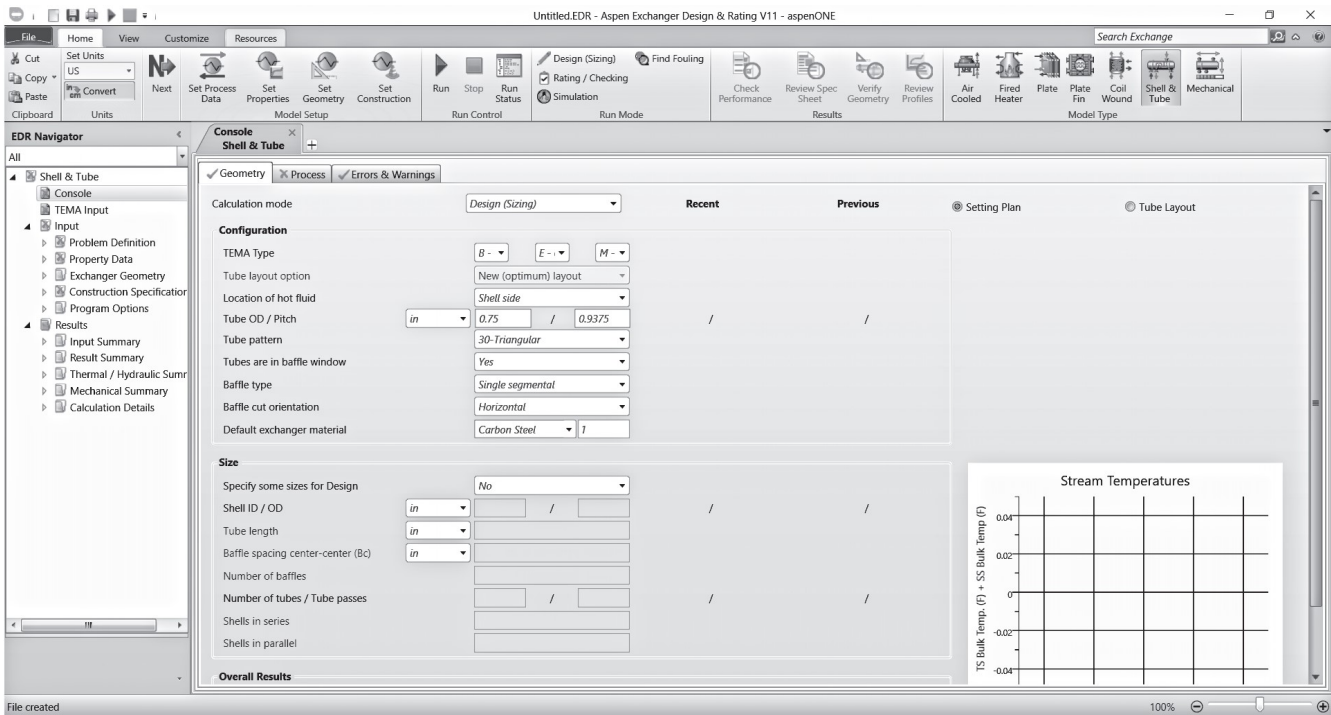 Untitled.EDR - Aspen Exchanger Design & Rating V11 - aspenONE
File Home View Customize Resources Search Exchange
Cut
Copy
Paste
Clipboard
Set Units
US
Convert
Units
Next
Set Process Data
Set Properties
Set Geometry
Set Construction
Model Setup
Run
Stop
Run Status
Run Control
Design (Sizing)
Rating / Checking
Simulation
Find Fouling
Run Mode
Check Performance
Review Spec Sheet
Verify Geometry
Review Profiles
Results
Air Cooled
Fired Heater
Plate
Plate Fin
Coil Wound
Shell & Tube
Mechanical
Model Type
EDR Navigator
All
Shell & Tube
Console
TEMA Input
Input
Problem Definition
Property Data
Exchanger Geometry
Construction Specification
Program Options
Results
Input Summary
Result Summary
Thermal / Hydraulic Summ
Mechanical Summary
Calculation Details
Console
Shell & Tube
Geometry Process Errors & Warnings
Calculation mode Design (Sizing) Recent Previous Setting Plan Tube Layout
Configuration
TEMA Type B - E - M -
Tube layout option New (optimum) layout
Location of hot fluid Shell side
Tube OD / Pitch in 0.75 / 0.9375 / /
Tube pattern 30-Triangular
Tubes are in baffle window Yes
Baffle type Single segmental
Baffle cut orientation Horizontal
Default exchanger material Carbon Steel 1
Size
Specify some sizes for Design No
Shell ID / OD in / / /
Tube length in
Baffle spacing center-center (Bc) in
Number of baffles
Number of tubes / Tube passes / / /
Shells in series
Shells in parallel
Overall Results
Stream Temperatures
TS Bulk Temp. (F) + SS Bulk Temp (F)
0.04
0.02
0
-0.02
-0.04
File created 100%